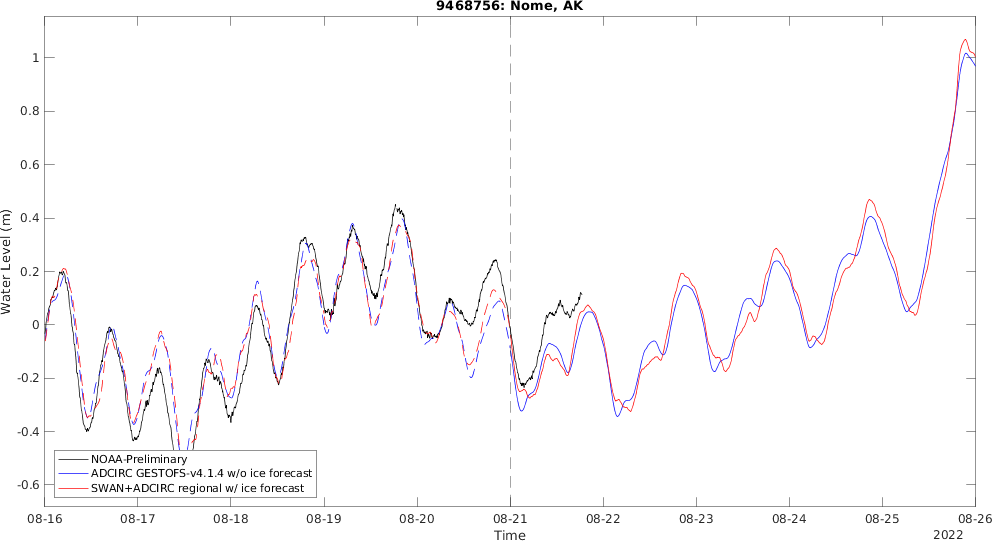 9468756: Nome, AK
Water Level (m)
1
0.8
0.6
0.4
0.2
0
-0.2
-0.4
-0.6
NOAA-Preliminary
ADCIRC GESTOFS-v4.1.4 w/o ice forecast
SWAN+ADCIRC regional w/ ice forecast
08-16 08-17 08-18 08-19 08-20 08-21 08-22 08-23 08-24 08-25 08-26
Time
2022